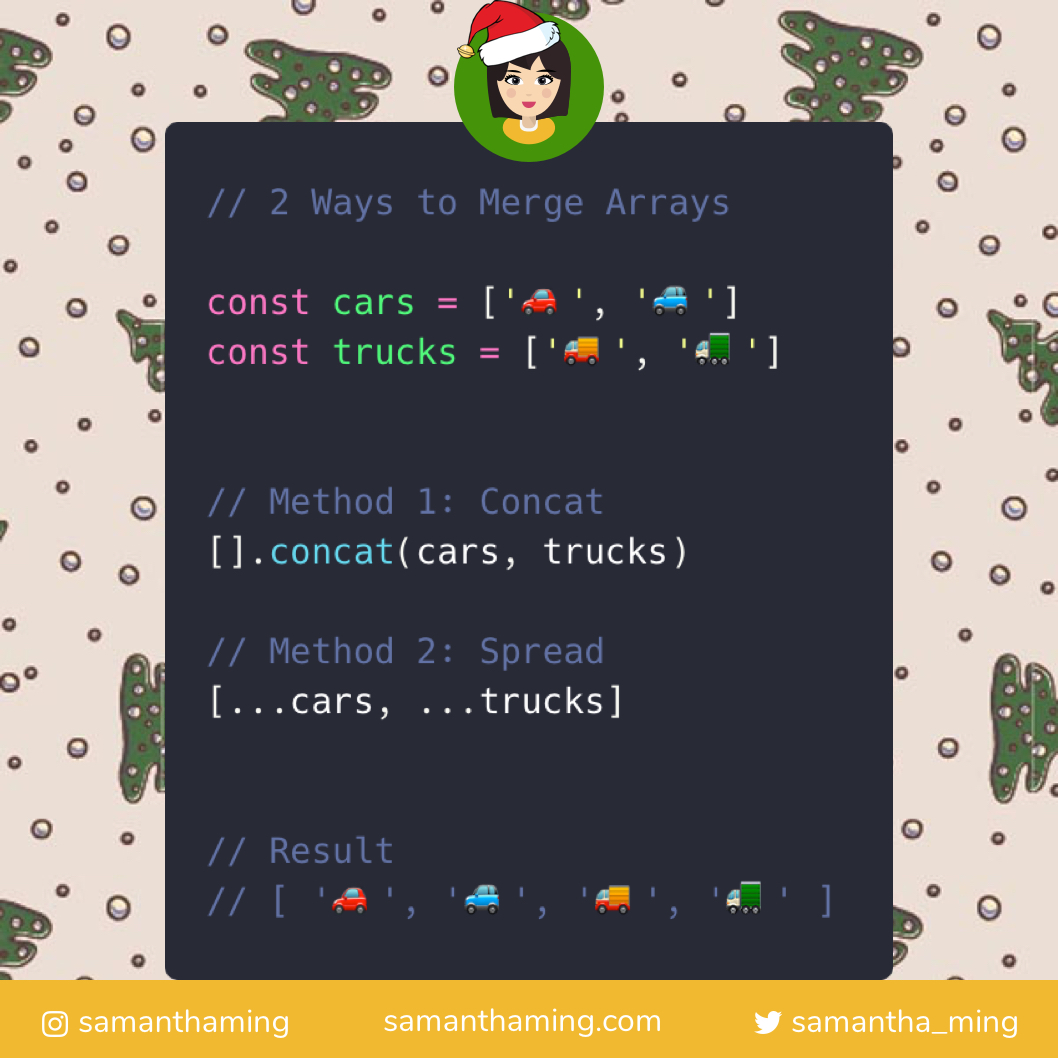 // 2 Ways to Merge Arrays
const cars = ['🚗 ', '🚙 ']
const trucks = ['🚚 ', '🚛 ']
// Method 1: Concat
[].concat(cars, trucks)
// Method 2: Spread
[...cars, ...trucks]
// Result
// [ '🚗 ', '🚙 ', '🚚 ', '🚛 ' ]
samanthaming samanthaming.com samantha_ming